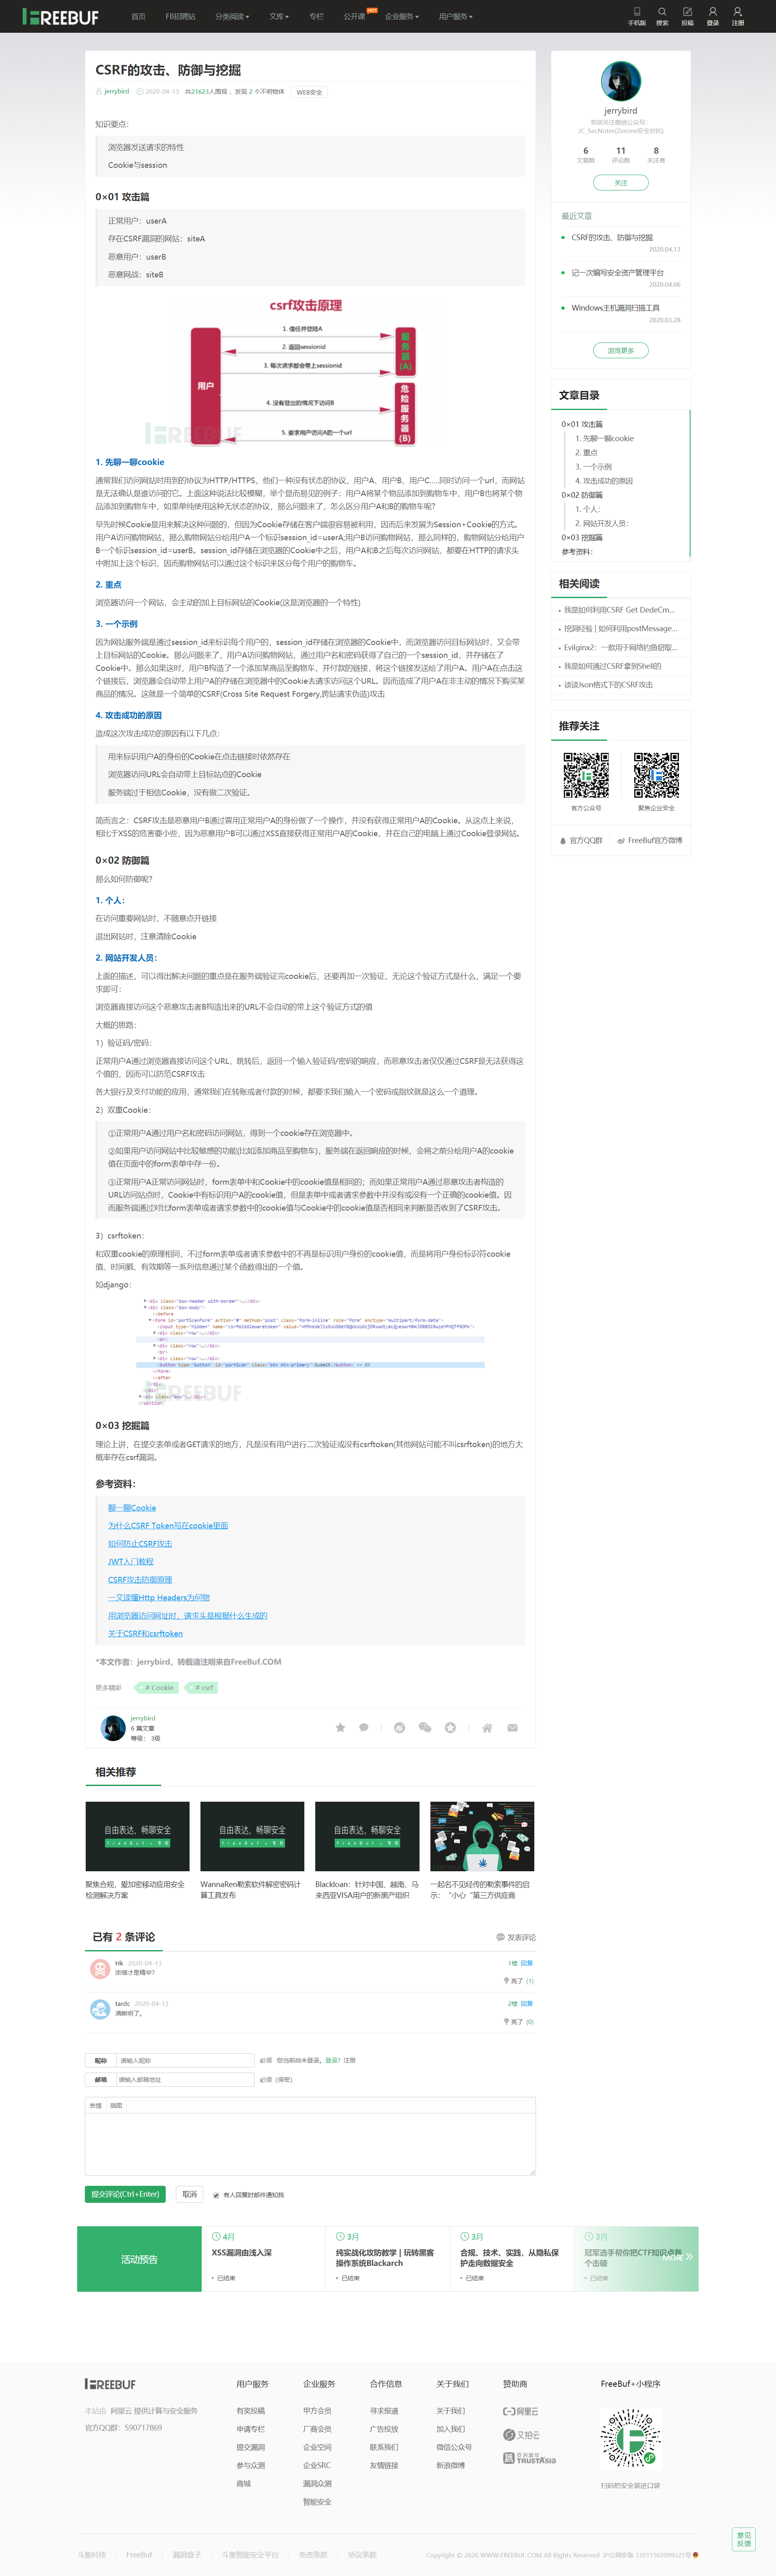 FREEBUF
首页 FB招聘站 分类阅读 文库 专栏 公开课 HOT 企业服务 用户服务 手机版 搜索 投稿 登录 注册
CSRF的攻击、防御与挖掘
jerrybird 2020-04-13 共21623人围观，发现 2 个不明物体 WEB安全
知识要点：
浏览器发送请求的特性
Cookie与session
0×01 攻击篇
正常用户：userA
存在CSRF漏洞的网站：siteA
恶意用户：userB
恶意网战：siteB
csrf攻击原理
1. 信任并登陆A
2. 返回sessionid
3. 每次请求都会带上sessionid
用户
服务器(A)
4. 没有登出的情况下访问B
5. 要求用户访问A的一个url
危险服务器(B)
FREEBUF
1. 先聊一聊cookie
通常我们访问网站时用到的协议为HTTP/HTTPS，他们一种没有状态的协议，用户A、用户B、用户C.....同时访问一个url，而网站
是无法确认是谁访问的它。上面这种说法比较模糊，举个显而易见的例子：用户A将某个物品添加到购物车中，用户B也将某个物
品添加到购物车中，如果单纯使用这种无状态的协议，那么问题来了，怎么区分用户A和用户B的购物车呢？
早先时候Cookie是用来解决这种问题的，但因为Cookie存储在客户端很容易被利用，因而后来发展为Session+Cookie的方式。
用户A访问购物网站，那么购物网站分给用户A一个标识session_id=userA;用户B访问购物网站，那么同样的，购物网站分给用户
B一个标识session_id=userB。session_id存储在浏览器的Cookie中之后，用户A和B之后每次访问网站，都要在HTTP的请求头
中附加上这个标识，因而购物网站可以通过这个标识来区分每个用户的购物车。
2. 重点
浏览器访问一个网站，会主动的加上目标网站的Cookie(这是浏览器的一个特性)
3. 一个示例
因为网站服务端是通过session_id来识别每个用户的，session_id存储在浏览器的Cookie中，而浏览器访问目标网站时，又会带
上目标网站的Cookie。那么问题来了，用户A访问购物网站，通过用户名和密码获得了自己的一个session_id，并存储在了
Cookie中。那么如果这时，用户B构造了一个添加某商品至购物车，并付款的链接，将这个链接发送给了用户A。用户A在点击这
个链接后，浏览器会自动带上用户A的存储在浏览器中的Cookie去请求访问这个URL。因而造成了用户A在非主动的情况下购买某
商品的情况。这就是一个简单的CSRF(Cross Site Request Forgery,跨站请求伪造)攻击
4. 攻击成功的原因
造成这次攻击成功的原因有以下几点：
用来标识用户A的身份的Cookie在点击链接时依然存在
浏览器访问URL会自动带上目标站点的Cookie
服务端过于相信Cookie，没有做二次验证。
简而言之：CSRF攻击是恶意用户B通过冒用正常用户A的身份做了一个操作，并没有获得正常用户A的Cookie。从这点上来说，
相比于XSS的危害要小些，因为恶意用户B可以通过XSS直接获得正常用户A的Cookie，并在自己的电脑上通过Cookie登录网站。
0×02 防御篇
那么如何防御呢？
1. 个人：
在访问重要网站时，不随意点开链接
退出网站时，注意清除Cookie
2. 网站开发人员：
上面的描述，可以得出解决问题的重点是在服务端验证完cookie后，还要再加一次验证，无论这个验证方式是什么，满足一个要
求即可：
浏览器直接访问这个恶意攻击者B构造出来的URL不会自动的带上这个验证方式的值
大概的思路：
1）验证码/密码：
正常用户A通过浏览器直接访问这个URL，跳转后，返回一个输入验证码/密码的响应，而恶意攻击者仅仅通过CSRF是无法获得这
个值的，因而可以防范CSRF攻击
各大银行及支付功能的应用，通常我们在转账或者付款的时候，都要求我们输入一个密码或指纹就是这么一个道理。
2）双重Cookie：
①正常用户A通过用户名和密码访问网站，得到一个cookie存在浏览器中。
②如果用户访问网站中比较敏感的功能(比如添加商品至购物车)，服务端在返回响应的时候，会将之前分给用户A的cookie
值在页面中的form表单中存一份。
③正常用户A正常访问网站时，form表单中和Cookie中的cookie值是相同的；而如果正常用户A通过恶意攻击者构造的
URL访问站点时，Cookie中有标识用户A的cookie值，但是表单中或者请求参数中并没有或没有一个正确的cookie值。因
而服务端通过对比form表单或者请求参数中的cookie值与Cookie中的cookie值是否相同来判断是否收到了CSRF攻击。
3）csrftoken：
和双重cookie的原理相同，不过form表单或者请求参数中的不再是标识用户身份的cookie值，而是将用户身份标识符cookie
值、时间戳、有效期等一系列信息通过某个函数得出的一个值。
如django：
<div class="box-header with-border">…</div>
<div class="box-body">
::before
<form id="portScanForm" action="#" method="post" class="form-inline" role="form" enctype="multipart/form-data">
<input type="hidden" name="csrfmiddlewaretoken"
<div class="row">…</div>
<br>
<div class="row">…</div>
<br>
<div class="row">…</div>
<button type="button" id="portScan" class="btn btn-primary">Submit</button> == $0
</form>
::after
</div>
</div>
<div class="box">…</div>
</section>
FREEBUF
0×03 挖掘篇
理论上讲，在提交表单或者GET请求的地方，凡是没有用户进行二次验证或没有csrftoken(其他网站可能不叫csrftoken)的地方大
概率存在csrf漏洞。
参考资料：
聊一聊Cookie
为什么CSRF Token写在cookie里面
如何防止CSRF攻击
JWT入门教程
CSRF攻击防御原理
一文读懂Http Headers为何物
用浏览器访问网址时，请求头是根据什么生成的
关于CSRF和csrftoken
*本文作者：jerrybird，转载请注明来自FreeBuf.COM
更多精彩 # Cookie # csrf
jerrybird
6 篇文章
等级： 3级
jerrybird
欢迎关注微信公众号：
IC_SecNotes(Zerone安全对抗)
6 11 8
文章数 评论数 关注者
关注
最近文章
CSRF的攻击、防御与挖掘
2020.04.13
记一次编写安全资产管理平台
2020.04.06
Windows主机漏洞扫描工具
2020.03.28
浏览更多
文章目录
0×01 攻击篇
1. 先聊一聊cookie
2. 重点
3. 一个示例
4. 攻击成功的原因
0×02 防御篇
1. 个人：
2. 网站开发人员：
0×03 挖掘篇
参考资料：
相关阅读
我是如何利用CSRF Get DedeCm...
挖洞经验 | 如何利用postMessage...
Evilginx2：一款用于网络钓鱼窃取...
我是如何通过CSRF拿到Shell的
谈谈Json格式下的CSRF攻击
推荐关注
官方公众号 聚焦企业安全
官方QQ群 FreeBuf官方微博
相关推荐
自由表达，畅聊安全
FreeBuf+专栏
自由表达，畅聊安全
FreeBuf+专栏
自由表达，畅聊安全
FreeBuf+专栏
聚焦合规，爱加密移动应用安全
检测解决方案
WannaRen勒索软件解密密码计
算工具发布
Blackloan：针对中国、越南、马
来西亚VISA用户的新黑产组织
一起名不见经传的勒索事件的启
示：“小心“第三方供应商
已有 2 条评论 发表评论
Hk 2020-04-13 1楼 回复
浓缩才是精华?
亮了 (1)
tardc 2020-04-13 2楼 回复
清晰明了。
亮了 (0)
昵称 请输入昵称 必须 您当前尚未登录。登录? 注册
邮箱 请输入邮箱地址 必须 (保密)
表情 插图
提交评论(Ctrl+Enter) 取消 有人回复时邮件通知我
活动预告
4月
XSS漏洞由浅入深
已结束
3月
纯实战化攻防教学 | 玩转黑客
操作系统Blackarch
已结束
3月
合规、技术、实践，从隐私保
护走向数据安全
已结束
3月
冠军选手帮你把CTF知识点各
个击破
已结束
MORE
FREEBUF
本站由 阿里云 提供计算与安全服务
官方QQ群：590717869
用户服务
有奖投稿
申请专栏
提交漏洞
参与众测
商城
企业服务
甲方会员
厂商会员
企业空间
企业SRC
漏洞众测
智能安全
合作信息
寻求报道
广告投放
联系我们
友情链接
关于我们
关于我们
加入我们
微信公众号
新浪微博
赞助商
阿里云
又拍云
TRUSTASIA
FreeBuf+小程序
扫码把安全装进口袋
意见
反馈
斗象科技 FreeBuf 漏洞盒子 斗象智能安全平台 免责条款 协议条款
Copyright © 2020 WWW.FREEBUF.COM All Rights Reserved 沪公网安备 31011502009321号